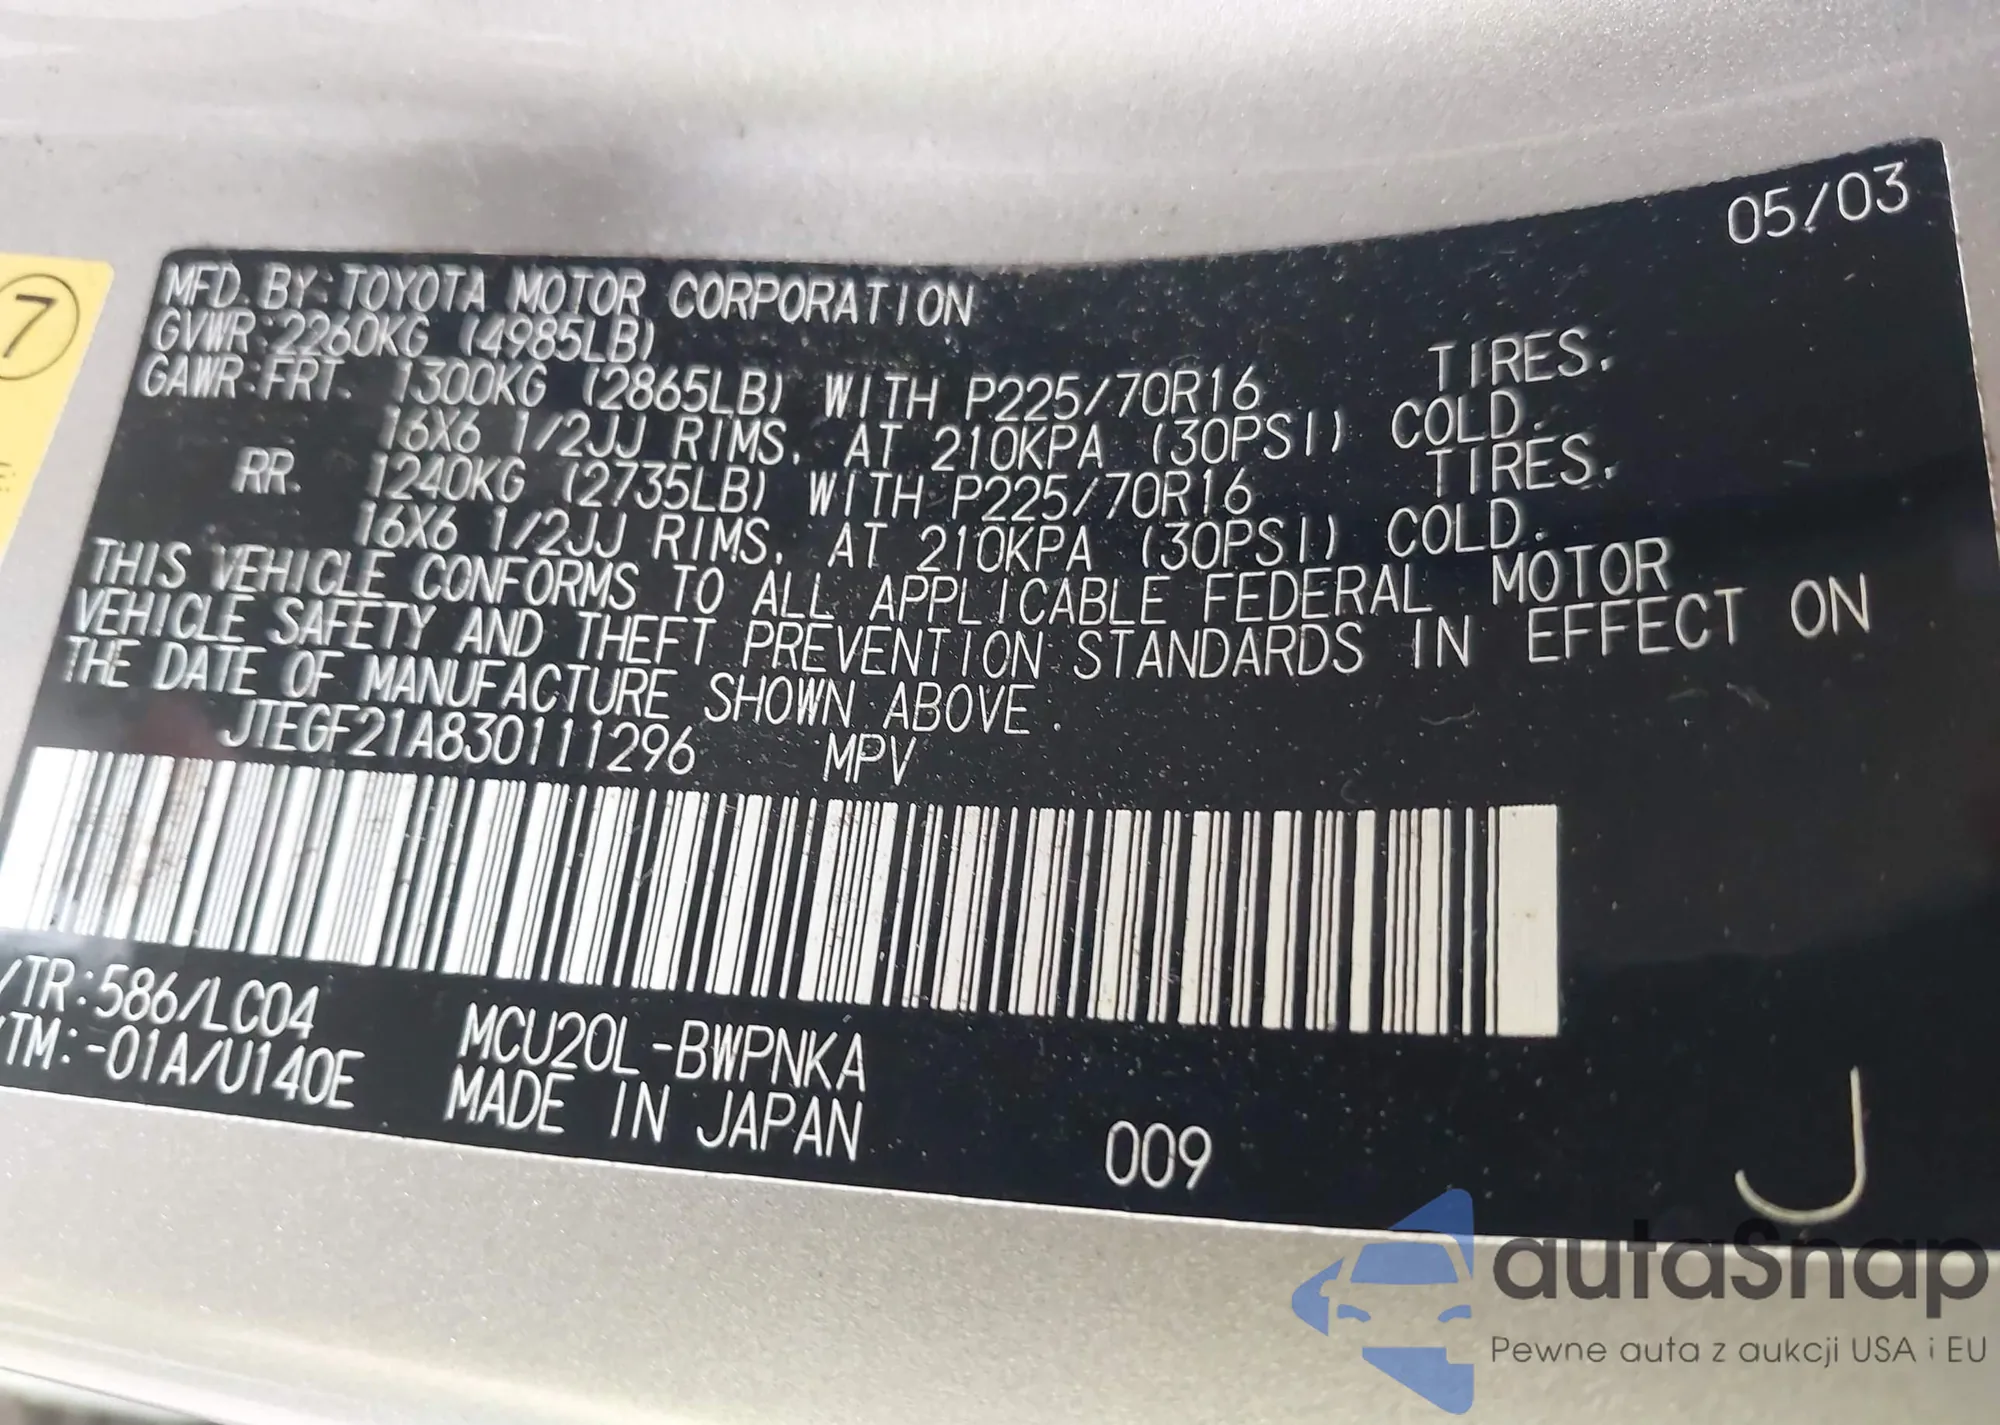 05/03
7
MFD. BY: TOYOTA MOTOR CORPORATION
GVWR: 2260KG (4985LB)
GAWR: FRT. 1300KG (2865LB) WITH P225/70R16 TIRES,
16X6 1/2JJ RIMS, AT 210KPA (30PSI) COLD.
RR. 1240KG (2735LB) WITH P225/70R16 TIRES,
16X6 1/2JJ RIMS, AT 210KPA (30PSI) COLD.
THIS VEHICLE CONFORMS TO ALL APPLICABLE FEDERAL MOTOR
VEHICLE SAFETY AND THEFT PREVENTION STANDARDS IN EFFECT ON
THE DATE OF MANUFACTURE SHOWN ABOVE.
JTEGF21A830111296 MPV
/TR: 586/LC04
/TM: -01A/U140E
MCU20L-BWPNKA
MADE IN JAPAN
009
J
autaSnap
Pewne auta z aukcji USA i EU